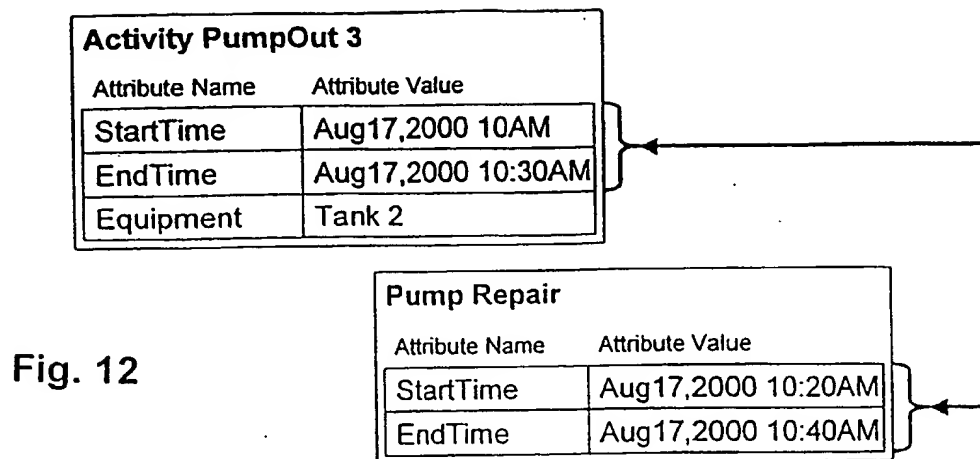 Activity PumpOut 3
Attribute Name Attribute Value
StartTime Aug17,2000 10AM
EndTime Aug17,2000 10:30AM
Equipment Tank 2
Pump Repair
Attribute Name Attribute Value
StartTime Aug17,2000 10:20AM
EndTime Aug17,2000 10:40AM
Fig. 12